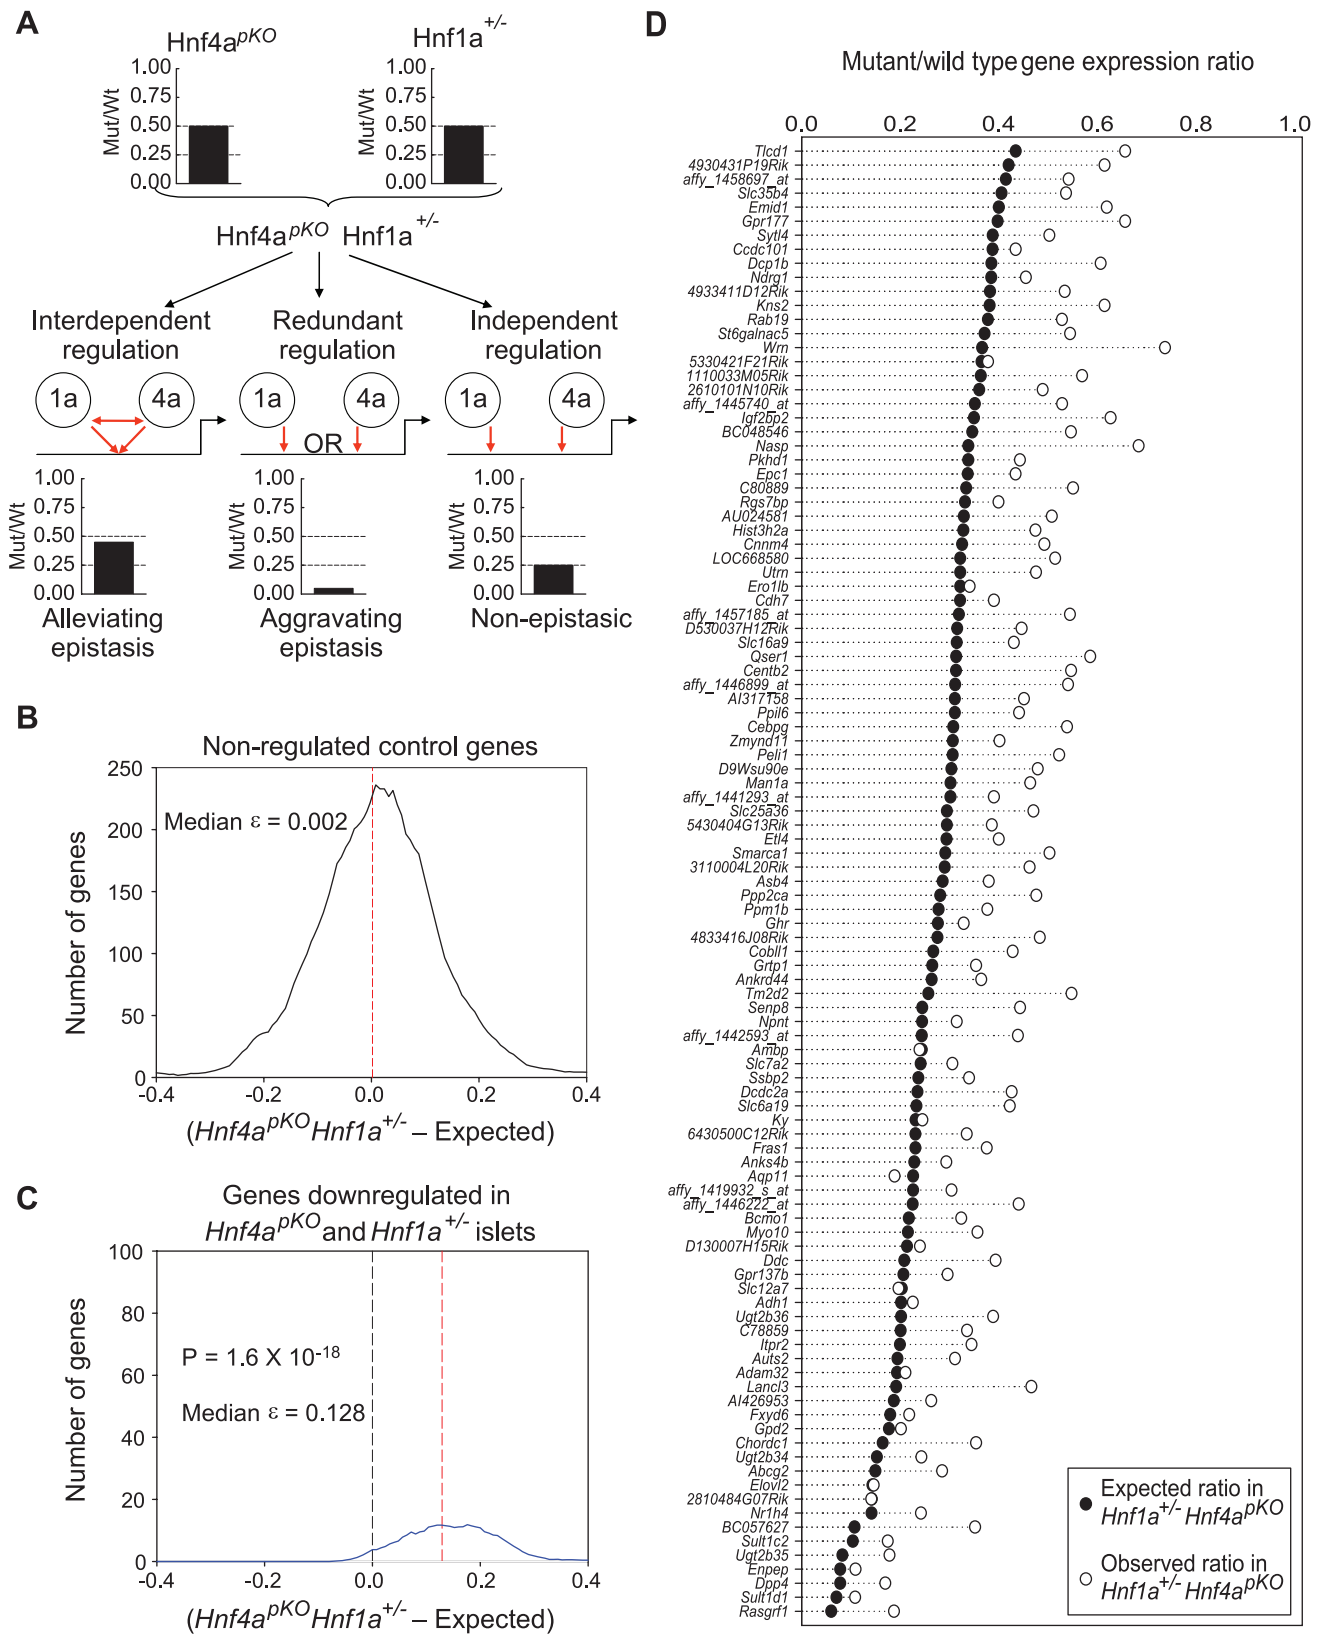 A
Hnf4a^pKO
Hnf1a^+/-
1.00
0.75
0.50
0.25
0.00
Mut/Wt
1.00
0.75
0.50
0.25
0.00
Mut/Wt
Hnf4a^pKO Hnf1a^+/-
Interdependent
regulation
Redundant
regulation
Independent
regulation
1a
4a
1a
4a
OR
1a
4a
1.00
0.75
0.50
0.25
0.00
Mut/Wt
1.00
0.75
0.50
0.25
0.00
Mut/Wt
1.00
0.75
0.50
0.25
0.00
Mut/Wt
Alleviating
epistasis
Aggravating
epistasis
Non-epistasic
B
Non-regulated control genes
Median ε = 0.002
Number of genes
250
200
150
100
50
0
-0.4 -0.2 0.0 0.2 0.4
(Hnf4a^pKO Hnf1a^+/- – Expected)
C
Genes downregulated in
Hnf4a^pKO and Hnf1a^+/- islets
P = 1.6 X 10^-18
Median ε = 0.128
Number of genes
100
80
60
40
20
0
-0.4 -0.2 0.0 0.2 0.4
(Hnf4a^pKO Hnf1a^+/- – Expected)
D
Mutant/wild type gene expression ratio
0.0 0.2 0.4 0.6 0.8 1.0
Tlcd1
4930431P19Rik
affy_1458697_at
Slc35b4
Emid1
Gpr177
Sytl4
Ccdc101
Dcp1b
Ndrg1
4933411D12Rik
Kns2
Rab19
St6galnac5
Wrn
5330421F21Rik
1110033M05Rik
2610101N10Rik
affy_1445740_at
Igf2bp2
BC048546
Nasp
Pkhd1
Epc1
C80889
Rgs7bp
AU024581
Hist3h2a
Cnnm4
LOC668580
Utrn
Ero1lb
Cdh7
affy_1457185_at
D530037H12Rik
Slc16a9
Qser1
Centb2
affy_1446899_at
AI317158
Ppil6
Cebpg
Zmynd11
Peli1
D9Wsu90e
Man1a
affy_1441293_at
Slc25a36
5430404G13Rik
Etl4
Smarca1
3110004L20Rik
Asb4
Ppp2ca
Ppm1b
Ghr
4833416J08Rik
Cobll1
Grtp1
Ankrd44
Tm2d2
Senp8
Npnt
affy_1442593_at
Ambp
Slc7a2
Ssbp2
Dcdc2a
Slc6a19
Ky
6430500C12Rik
Fras1
Anks4b
Aqp11
affy_1419932_s_at
affy_1446222_at
Bcmo1
Myo10
D130007H15Rik
Ddc
Gpr137b
Slc12a7
Adh1
Ugt2b36
C78859
Itpr2
Auts2
Adam32
Lancl3
AI426953
Fxyd6
Gpd2
Chordc1
Ugt2b34
Abcg2
Elovl2
2810484G07Rik
Nr1h4
BC057627
Sult1c2
Ugt2b35
Enpep
Dpp4
Sult1d1
Rasgrf1
Expected ratio in
Hnf1a^+/- Hnf4a^pKO
Observed ratio in
Hnf1a^+/- Hnf4a^pKO